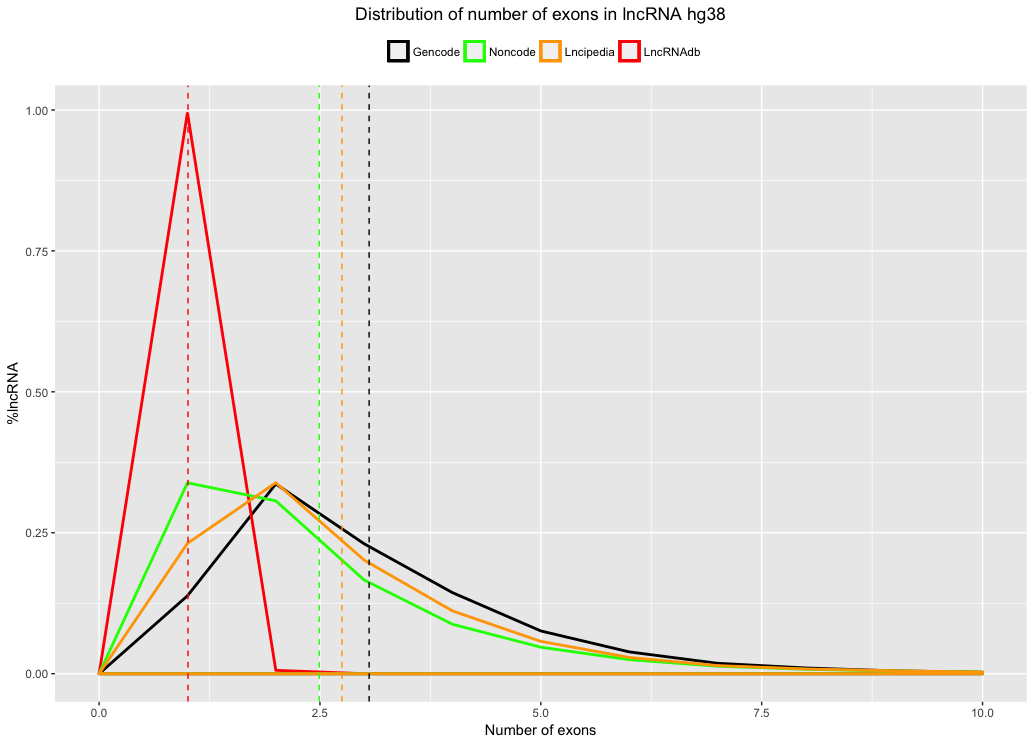 Distribution of number of exons in lncRNA hg38
Gencode Noncode Lncipedia LncRNAdb
1.00
0.75
0.50
0.25
0.00
%lncRNA
0.0 2.5 5.0 7.5 10.0
Number of exons